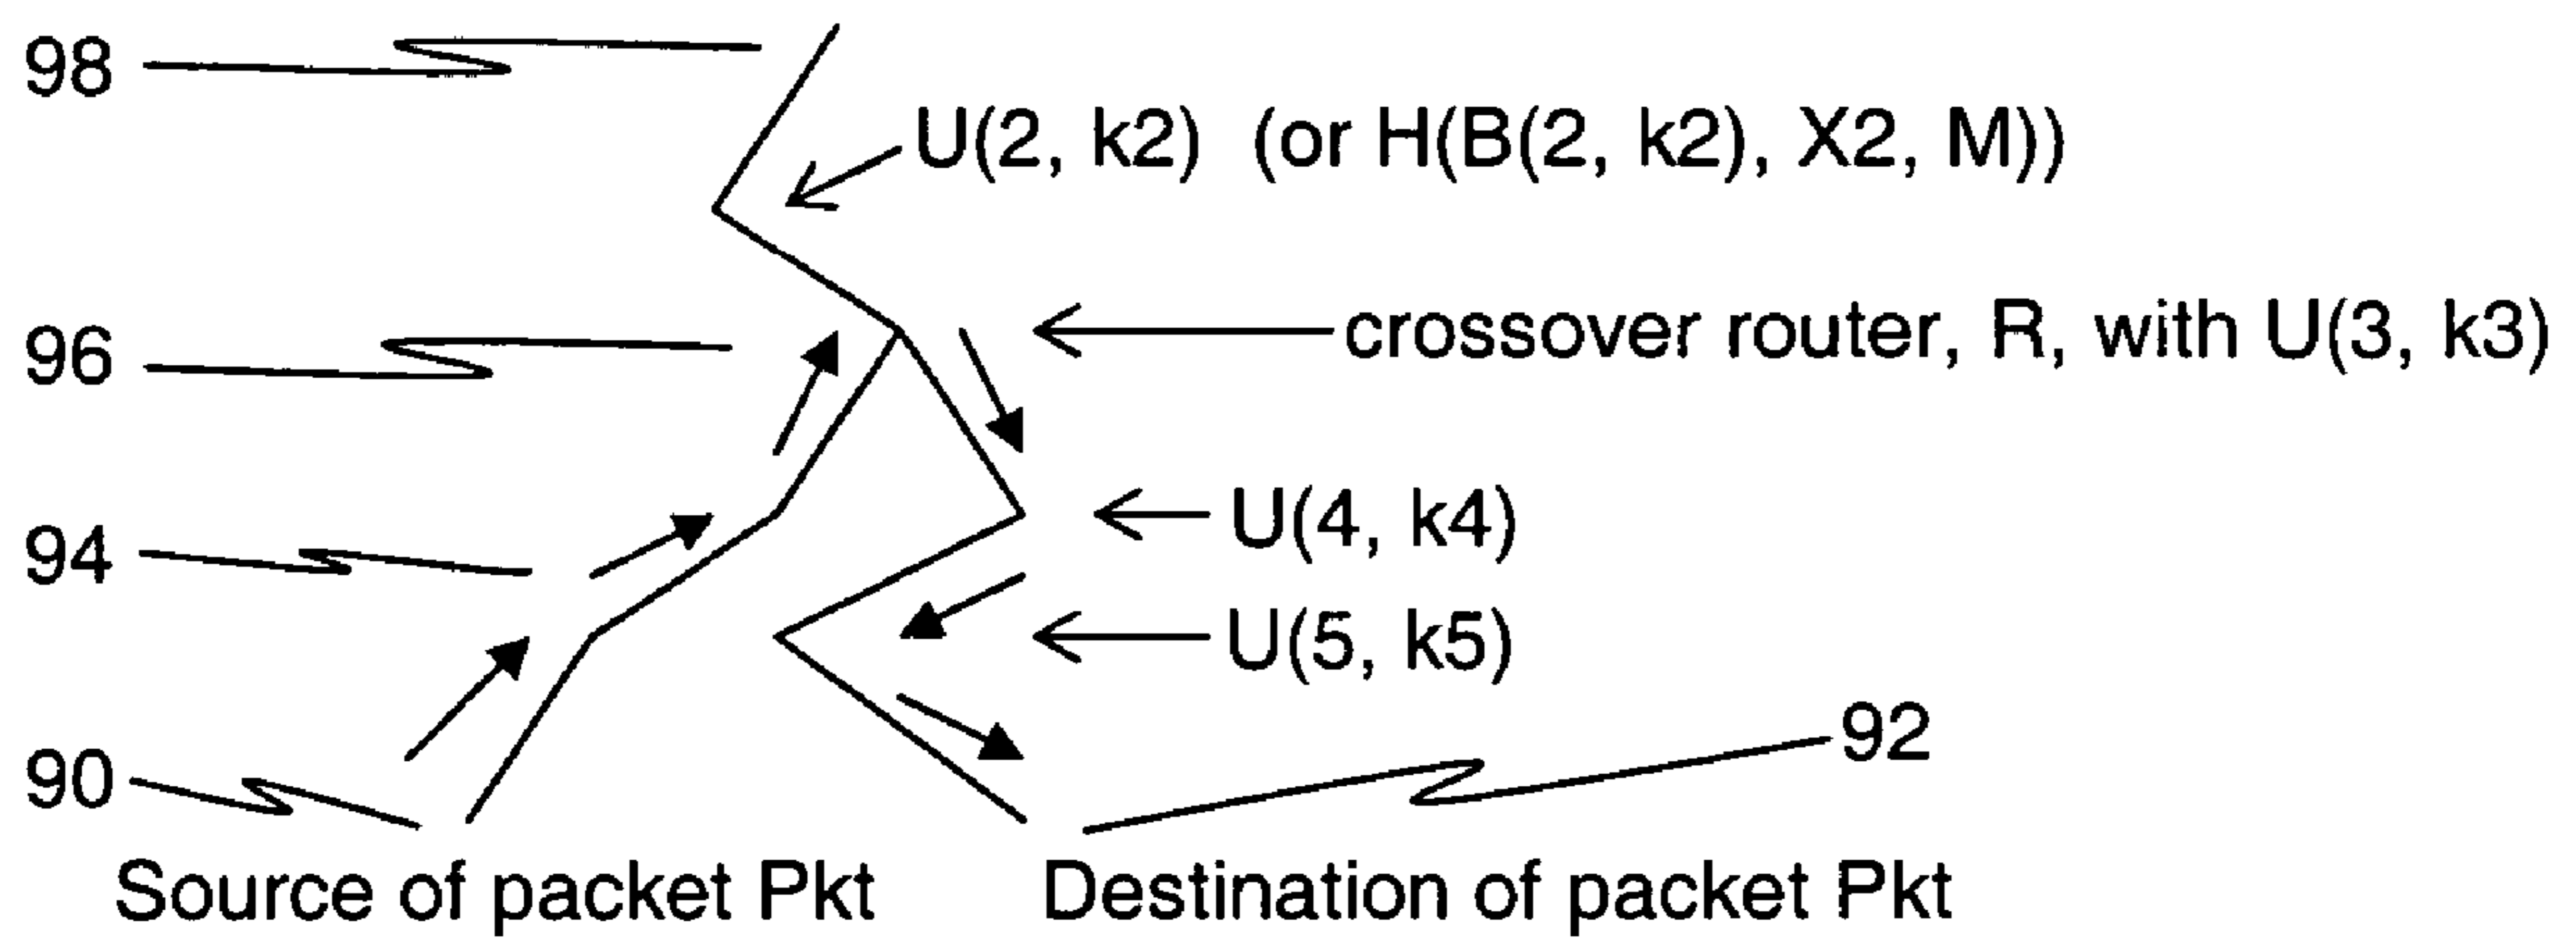 98
U(2, k2) (or H(B(2, k2), X2, M))
96
crossover router, R, with U(3, k3)
94
U(4, k4)
U(5, k5)
90
92
Source of packet Pkt
Destination of packet Pkt